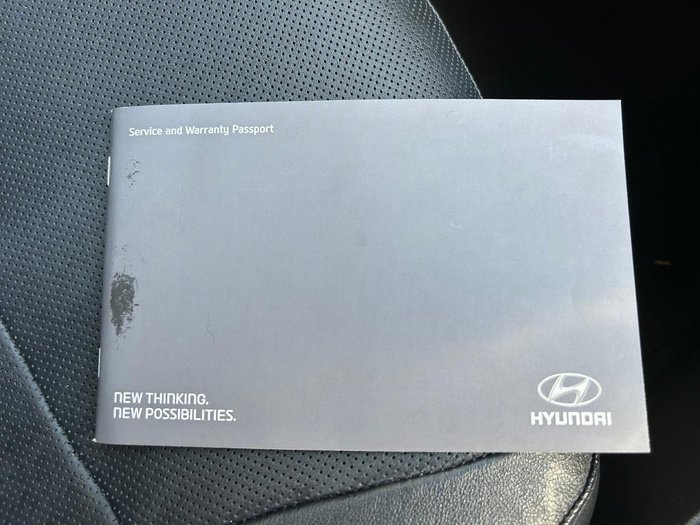 Service and Warranty Passport
NEW THINKING.
NEW POSSIBILITIES.
HYUNDAI